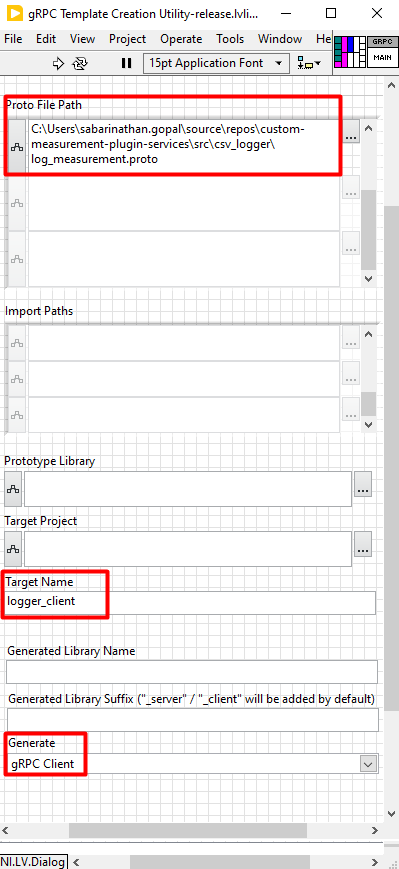 gRPC Template Creation Utility-release.lvli...
File Edit View Project Operate Tools Window He
15pt Application Font
GRPC
MAIN
Proto File Path
C:\Users\sabarinathan.gopal\source\repos\custom-
measurement-plugin-services\src\csv_logger\
log_measurement.proto
...
...
...
Import Paths
...
...
...
Prototype Library
...
Target Project
...
Target Name
logger_client
Generated Library Name
Generated Library Suffix ("_server" / "_client" will be added by default)
Generate
gRPC Client
NI.LV.Dialog